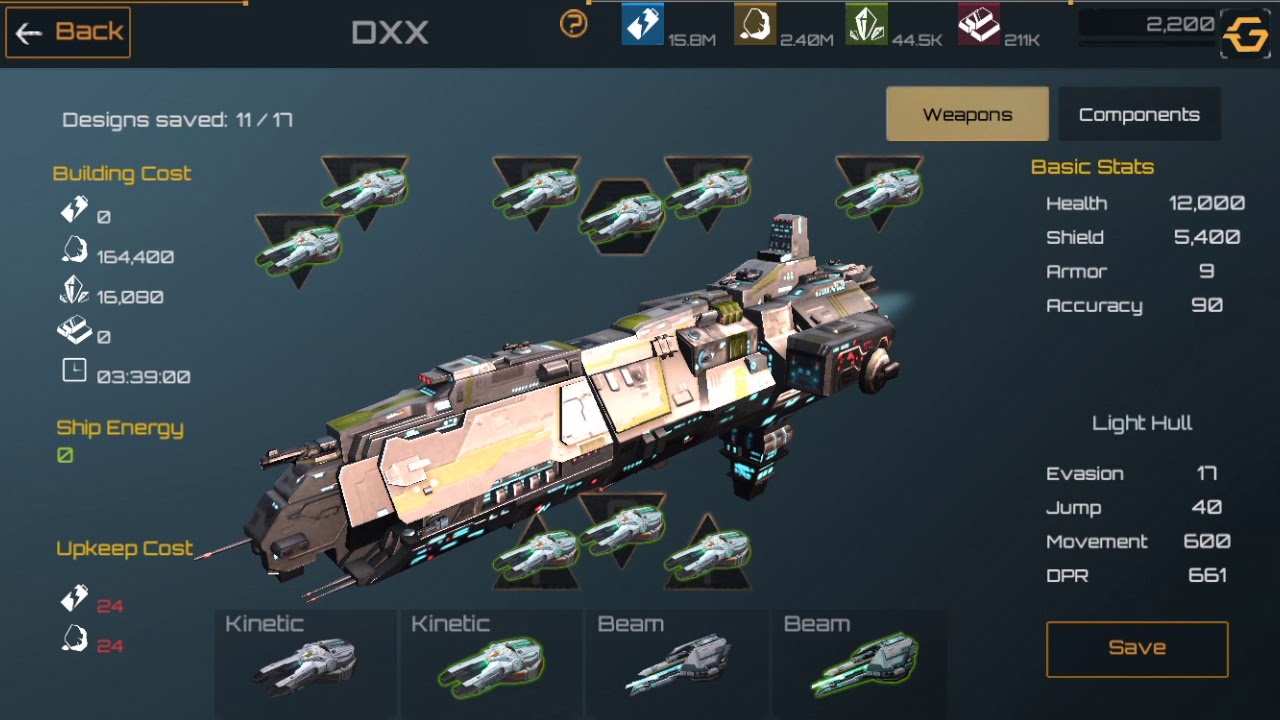 Back
DXX
?
15.8M
2.40M
44.5K
211K
2,200
Designs saved: 11 / 17
Weapons
Components
Building Cost
0
164,400
16,080
0
03:39:00
Ship Energy
0
Upkeep Cost
24
24
Basic Stats
Health 12,000
Shield 5,400
Armor 9
Accuracy 90
Light Hull
Evasion 17
Jump 40
Movement 600
DPR 661
Save
Kinetic
Kinetic
Beam
Beam